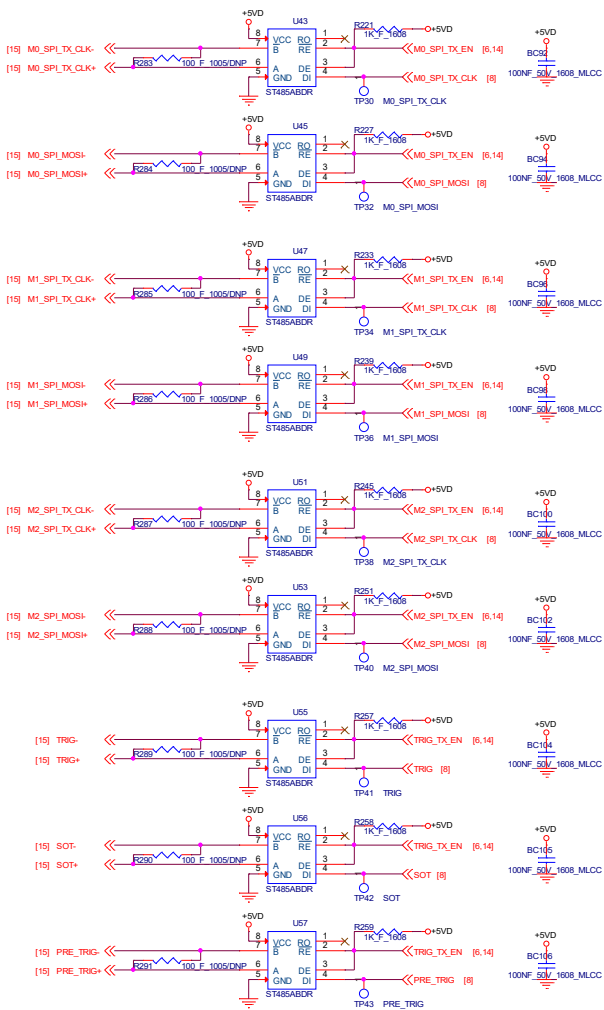 +5VD U43 R221 +5VD
1K_F_1608 +5VD
8 VCC RO 1
[15] M0_SPI_TX_CLK- 7 B RE 2 M0_SPI_TX_EN [6,14] BC92
R283 100_F_1005/DNP
[15] M0_SPI_TX_CLK+ 6 A DE 3
5 GND DI 4 M0_SPI_TX_CLK [8] 100NF_50V_1608_MLCC
ST485ABDR TP30 M0_SPI_TX_CLK
+5VD U45 R227 +5VD
1K_F_1608 +5VD
8 VCC RO 1
[15] M0_SPI_MOSI- 7 B RE 2 M0_SPI_TX_EN [6,14] BC94
R284 100_F_1005/DNP
[15] M0_SPI_MOSI+ 6 A DE 3
5 GND DI 4 M0_SPI_MOSI [8] 100NF_50V_1608_MLCC
ST485ABDR TP32 M0_SPI_MOSI
+5VD U47 R233 +5VD
1K_F_1608 +5VD
8 VCC RO 1
[15] M1_SPI_TX_CLK- 7 B RE 2 M1_SPI_TX_EN [6,14] BC96
R285 100_F_1005/DNP
[15] M1_SPI_TX_CLK+ 6 A DE 3
5 GND DI 4 M1_SPI_TX_CLK [8] 100NF_50V_1608_MLCC
ST485ABDR TP34 M1_SPI_TX_CLK
+5VD U49 R239 +5VD
1K_F_1608 +5VD
8 VCC RO 1
[15] M1_SPI_MOSI- 7 B RE 2 M1_SPI_TX_EN [6,14] BC98
R286 100_F_1005/DNP
[15] M1_SPI_MOSI+ 6 A DE 3
5 GND DI 4 M1_SPI_MOSI [8] 100NF_50V_1608_MLCC
ST485ABDR TP36 M1_SPI_MOSI
+5VD U51 R245 +5VD
1K_F_1608 +5VD
8 VCC RO 1
[15] M2_SPI_TX_CLK- 7 B RE 2 M2_SPI_TX_EN [6,14] BC100
R287 100_F_1005/DNP
[15] M2_SPI_TX_CLK+ 6 A DE 3
5 GND DI 4 M2_SPI_TX_CLK [8] 100NF_50V_1608_MLCC
ST485ABDR TP38 M2_SPI_TX_CLK
+5VD U53 R251 +5VD
1K_F_1608 +5VD
8 VCC RO 1
[15] M2_SPI_MOSI- 7 B RE 2 M2_SPI_TX_EN [6,14] BC102
R288 100_F_1005/DNP
[15] M2_SPI_MOSI+ 6 A DE 3
5 GND DI 4 M2_SPI_MOSI [8] 100NF_50V_1608_MLCC
ST485ABDR TP40 M2_SPI_MOSI
+5VD U55 R257 +5VD
1K_F_1608 +5VD
8 VCC RO 1
[15] TRIG- 7 B RE 2 TRIG_TX_EN [6,14] BC104
R289 100_F_1005/DNP
[15] TRIG+ 6 A DE 3
5 GND DI 4 TRIG [8] 100NF_50V_1608_MLCC
ST485ABDR TP41 TRIG
+5VD U56 R258 +5VD
1K_F_1608 +5VD
8 VCC RO 1
[15] SOT- 7 B RE 2 TRIG_TX_EN [6,14] BC105
R290 100_F_1005/DNP
[15] SOT+ 6 A DE 3
5 GND DI 4 SOT [8] 100NF_50V_1608_MLCC
ST485ABDR TP42 SOT
+5VD U57 R259 +5VD
1K_F_1608 +5VD
8 VCC RO 1
[15] PRE_TRIG- 7 B RE 2 TRIG_TX_EN [6,14] BC106
R291 100_F_1005/DNP
[15] PRE_TRIG+ 6 A DE 3
5 GND DI 4 PRE_TRIG [8] 100NF_50V_1608_MLCC
ST485ABDR TP43 PRE_TRIG